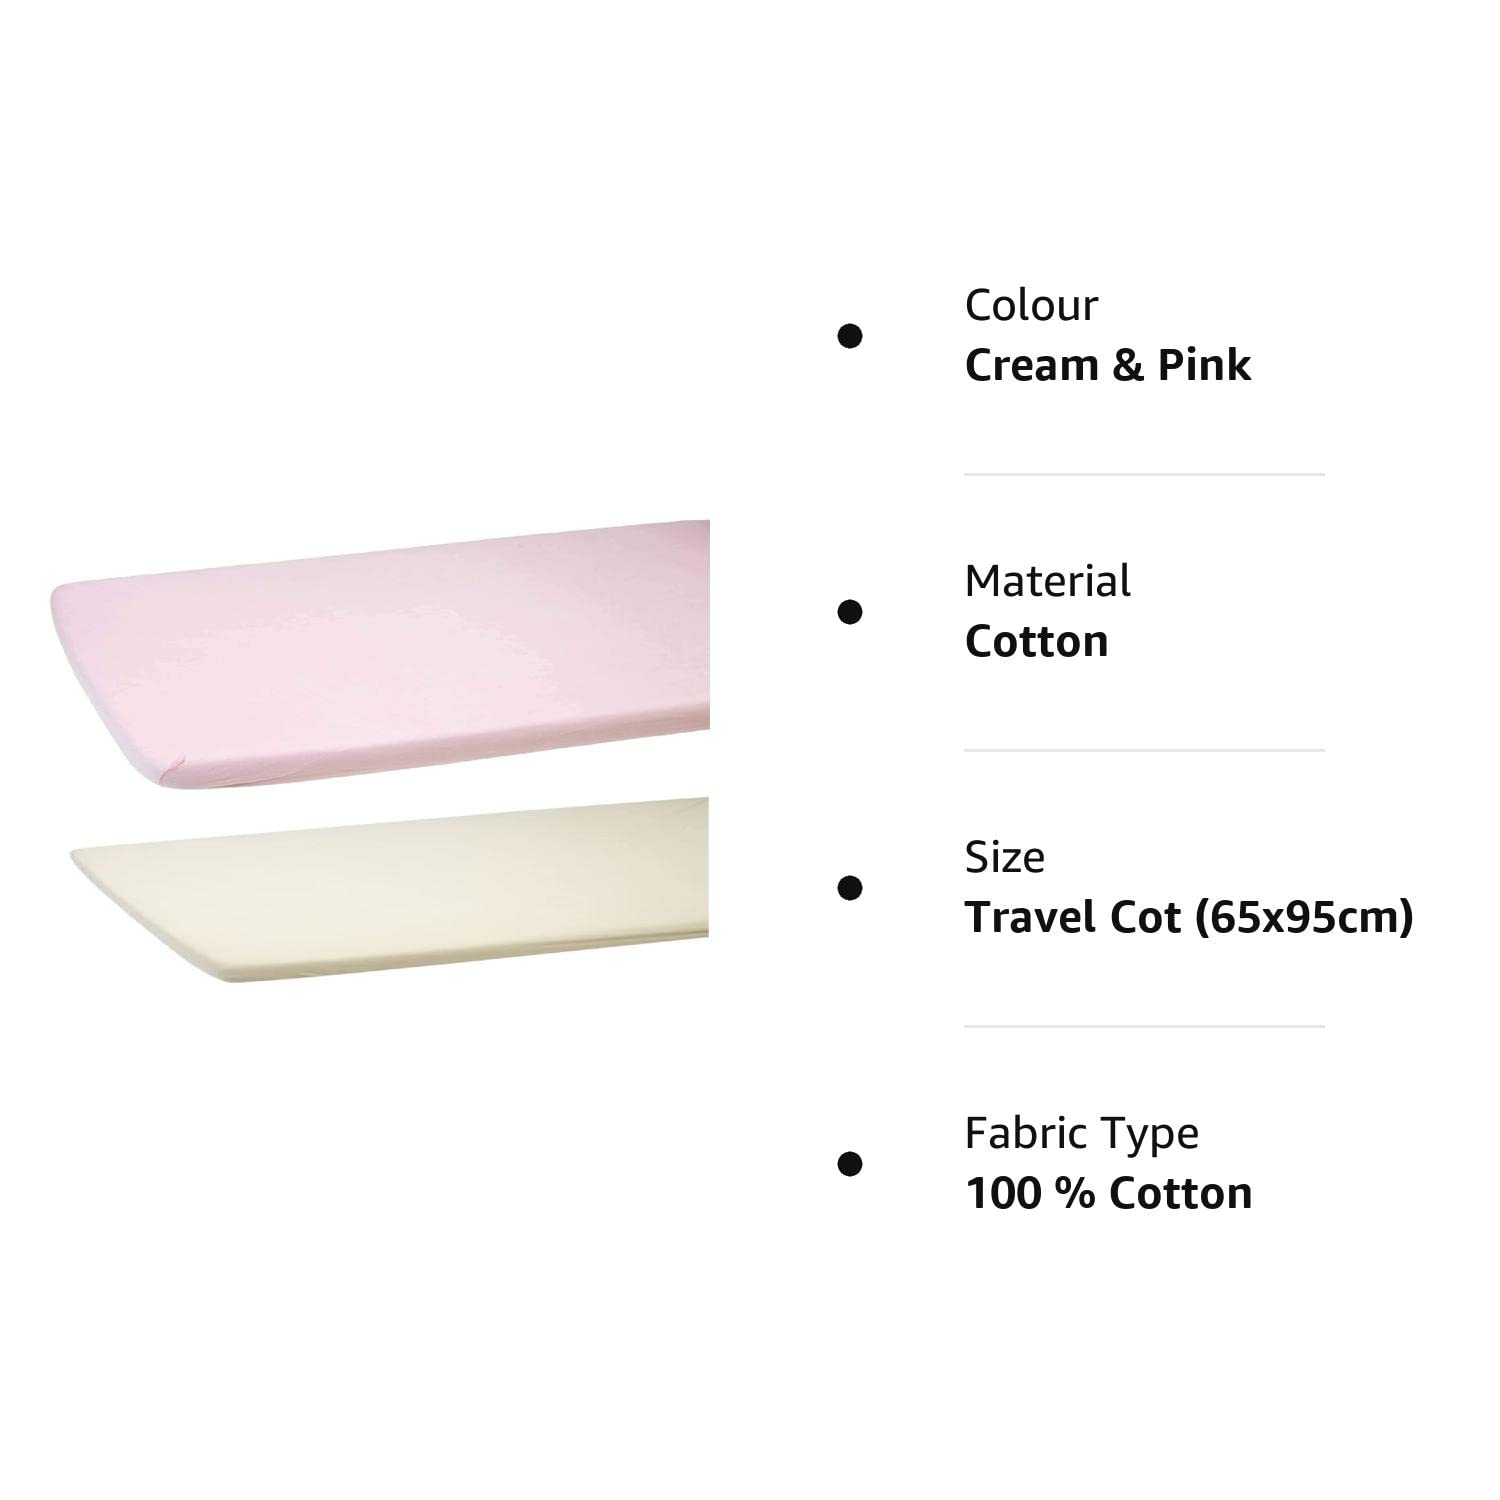 Colour
Cream & Pink
Material
Cotton
Size
Travel Cot (65x95cm)
Fabric Type
100 % Cotton